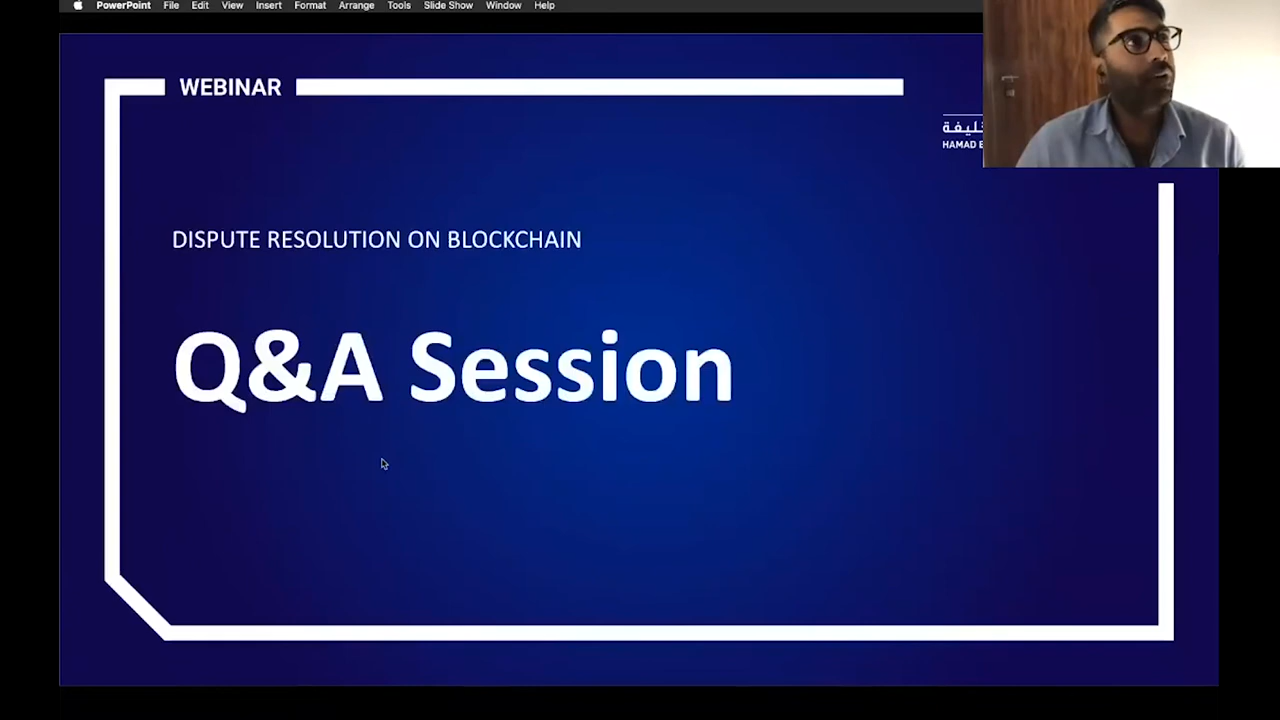 PowerPoint File Edit View Insert Format Arrange Tools Slide Show Window Help
WEBINAR
HAMAD
DISPUTE RESOLUTION ON BLOCKCHAIN
Q&A Session